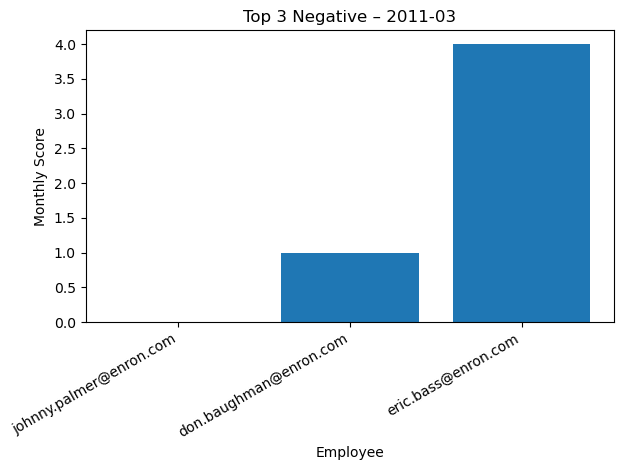 Top 3 Negative – 2011-03
Monthly Score
4.0
3.5
3.0
2.5
2.0
1.5
1.0
0.5
0.0
johnny.palmer@enron.com
don.baughman@enron.com
eric.bass@enron.com
Employee